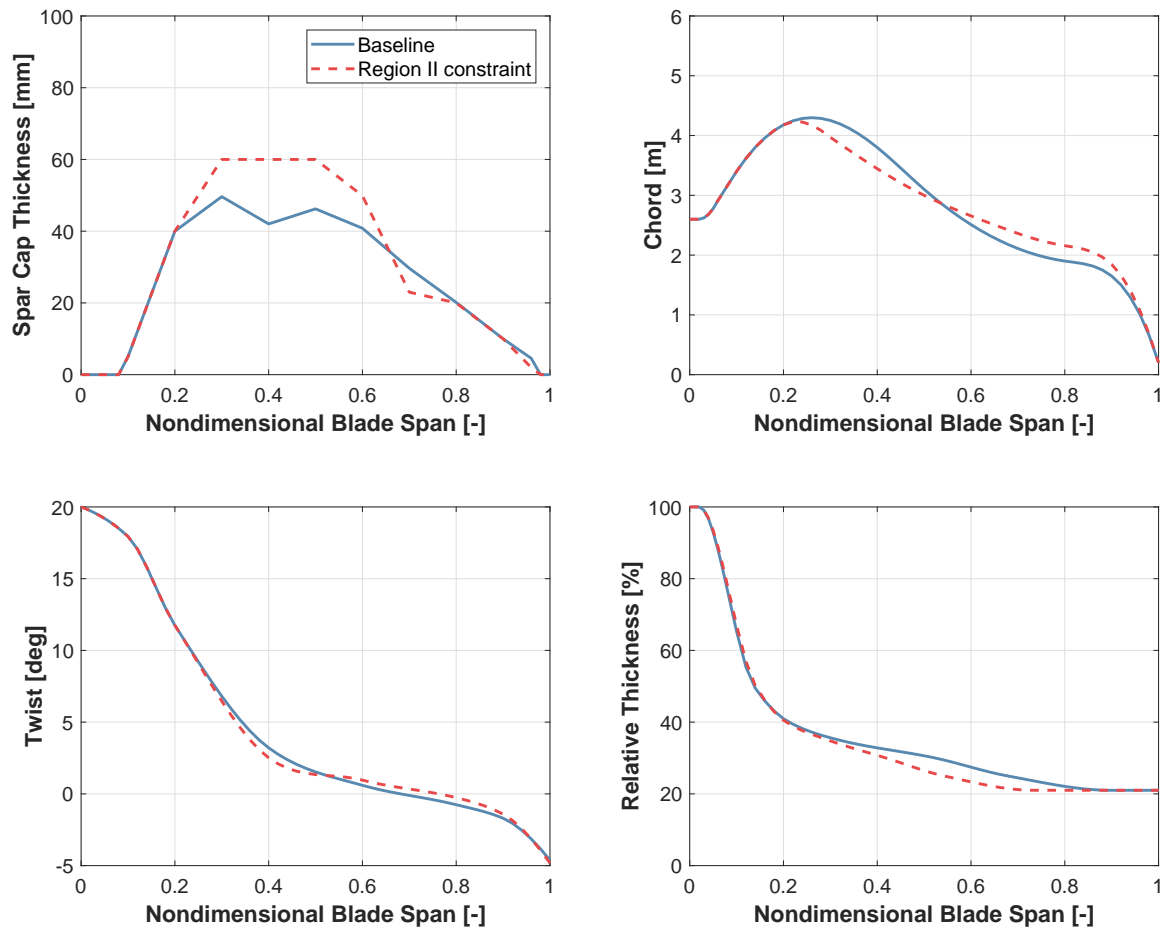 Spar Cap Thickness [mm]
100
80
60
40
20
0
0 0.2 0.4 0.6 0.8 1
Nondimensional Blade Span [-]
Baseline
Region II constraint
Chord [m]
6
5
4
3
2
1
0
0 0.2 0.4 0.6 0.8 1
Nondimensional Blade Span [-]
Twist [deg]
20
15
10
5
0
-5
0 0.2 0.4 0.6 0.8 1
Nondimensional Blade Span [-]
Relative Thickness [%]
100
80
60
40
20
0
0 0.2 0.4 0.6 0.8 1
Nondimensional Blade Span [-]